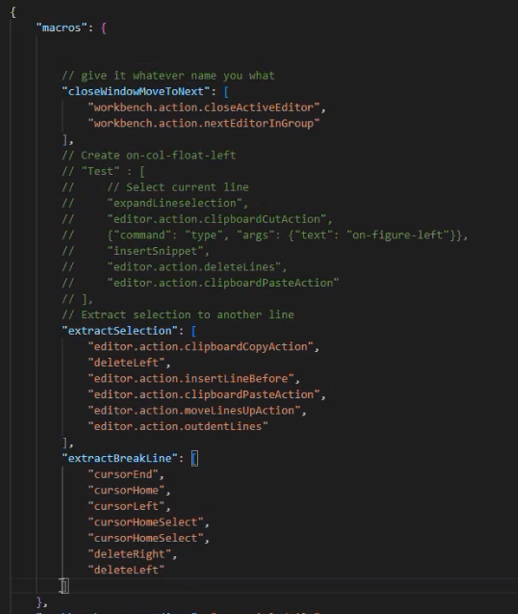 {
"macros": {
// give it whatever name you what
"closeWindowMoveToNext": [
"workbench.action.closeActiveEditor",
"workbench.action.nextEditorInGroup"
],
// Create on-col-float-left
// "Test" : [
//     // Select current line
//     "expandLineselection",
//     "editor.action.clipboardCutAction",
//     {"command": "type", "args": {"text": "on-figure-left"}},
//     "insertSnippet",
//     "editor.action.deleteLines",
//     "editor.action.clipboardPasteAction"
// ],
// Extract selection to another line
"extractSelection": [
"editor.action.clipboardCopyAction",
"deleteLeft",
"editor.action.insertLineBefore",
"editor.action.clipboardPasteAction",
"editor.action.moveLinesUpAction",
"editor.action.outdentLines"
],
"extractBreakLine": [
"cursorEnd",
"cursorHome",
"cursorLeft",
"cursorHomeSelect",
"cursorHomeSelect",
"deleteRight",
"deleteLeft"
]
},